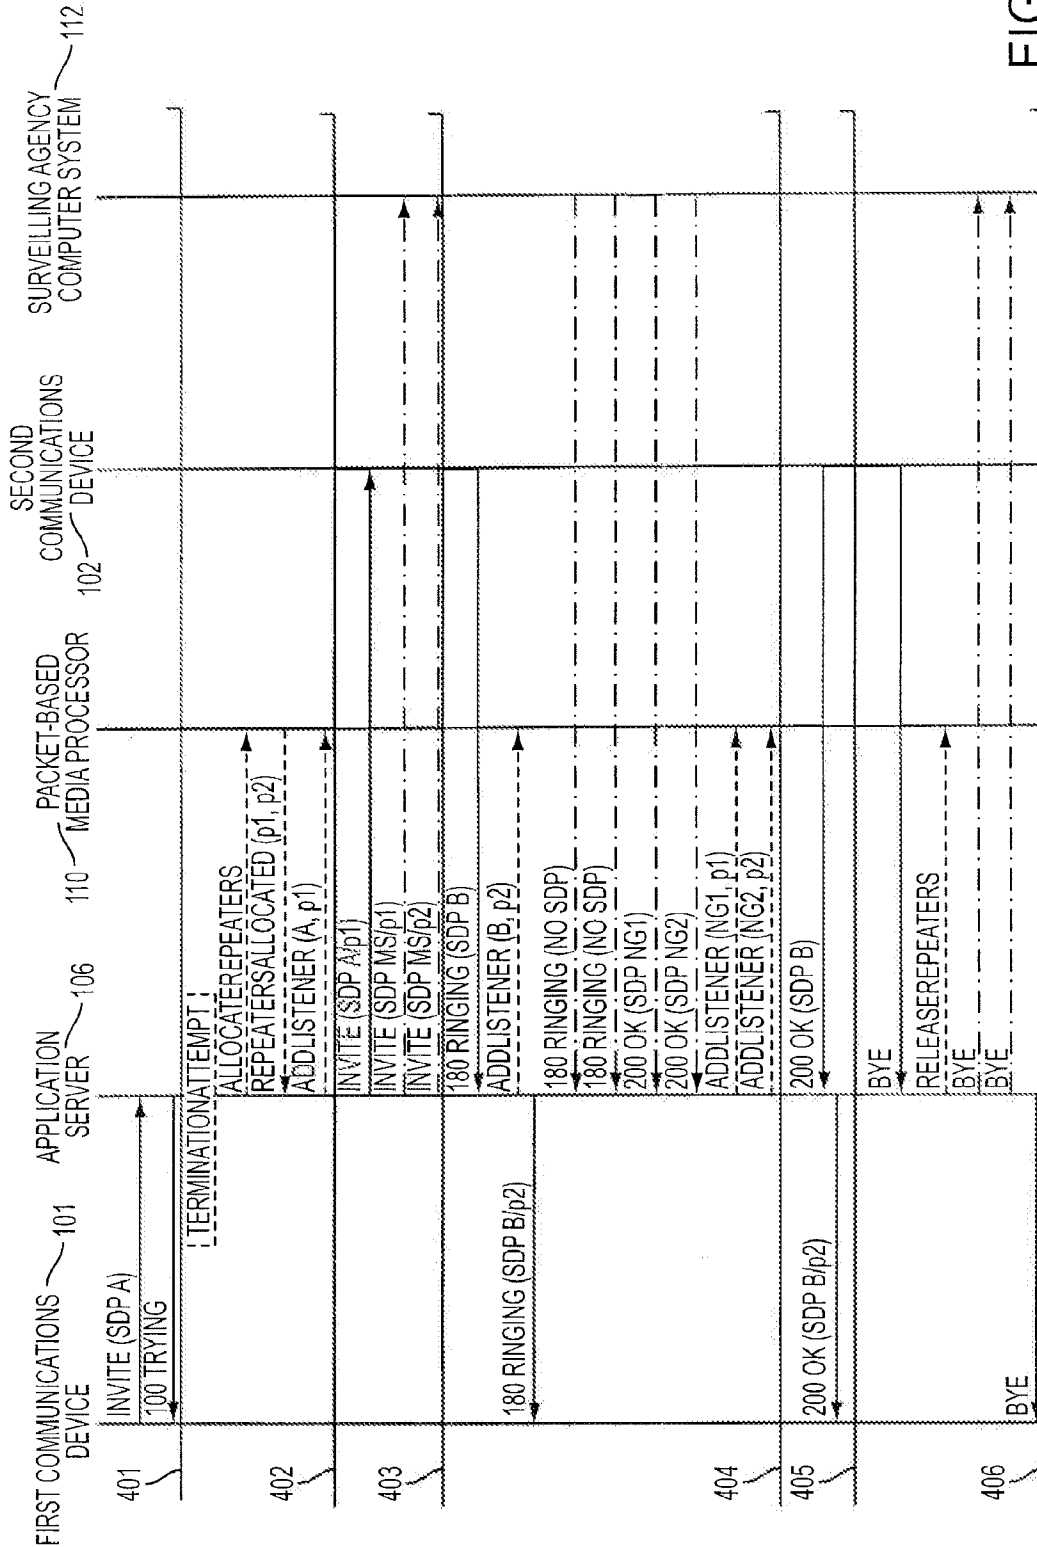 FIRST COMMUNICATIONS
DEVICE
101
APPLICATION
SERVER
106
PACKET-BASED
MEDIA PROCESSOR
110
SECOND
COMMUNICATIONS
DEVICE
102
SURVEILLING AGENCY
COMPUTER SYSTEM
112
INVITE (SDP A)
100 TRYING
401
TERMINATIONATTEMPT
ALLOCATEREPEATERS
REPEATERSALLOCATED (p1, p2)
ADDLISTENER (A, p1)
402
INVITE (SDP A/p1)
INVITE (SDP MS/p1)
INVITE (SDP MS/p2)
403
180 RINGING (SDP B)
ADDLISTENER (B, p2)
180 RINGING (SDP B/p2)
180 RINGING (NO SDP)
180 RINGING (NO SDP)
200 OK (SDP NG1)
200 OK (SDP NG2)
ADDLISTENER (NG1, p1)
ADDLISTENER (NG2, p2)
404
200 OK (SDP B)
200 OK (SDP B/p2)
405
BYE
RELEASEREPEATERS
BYE
BYE
BYE
406